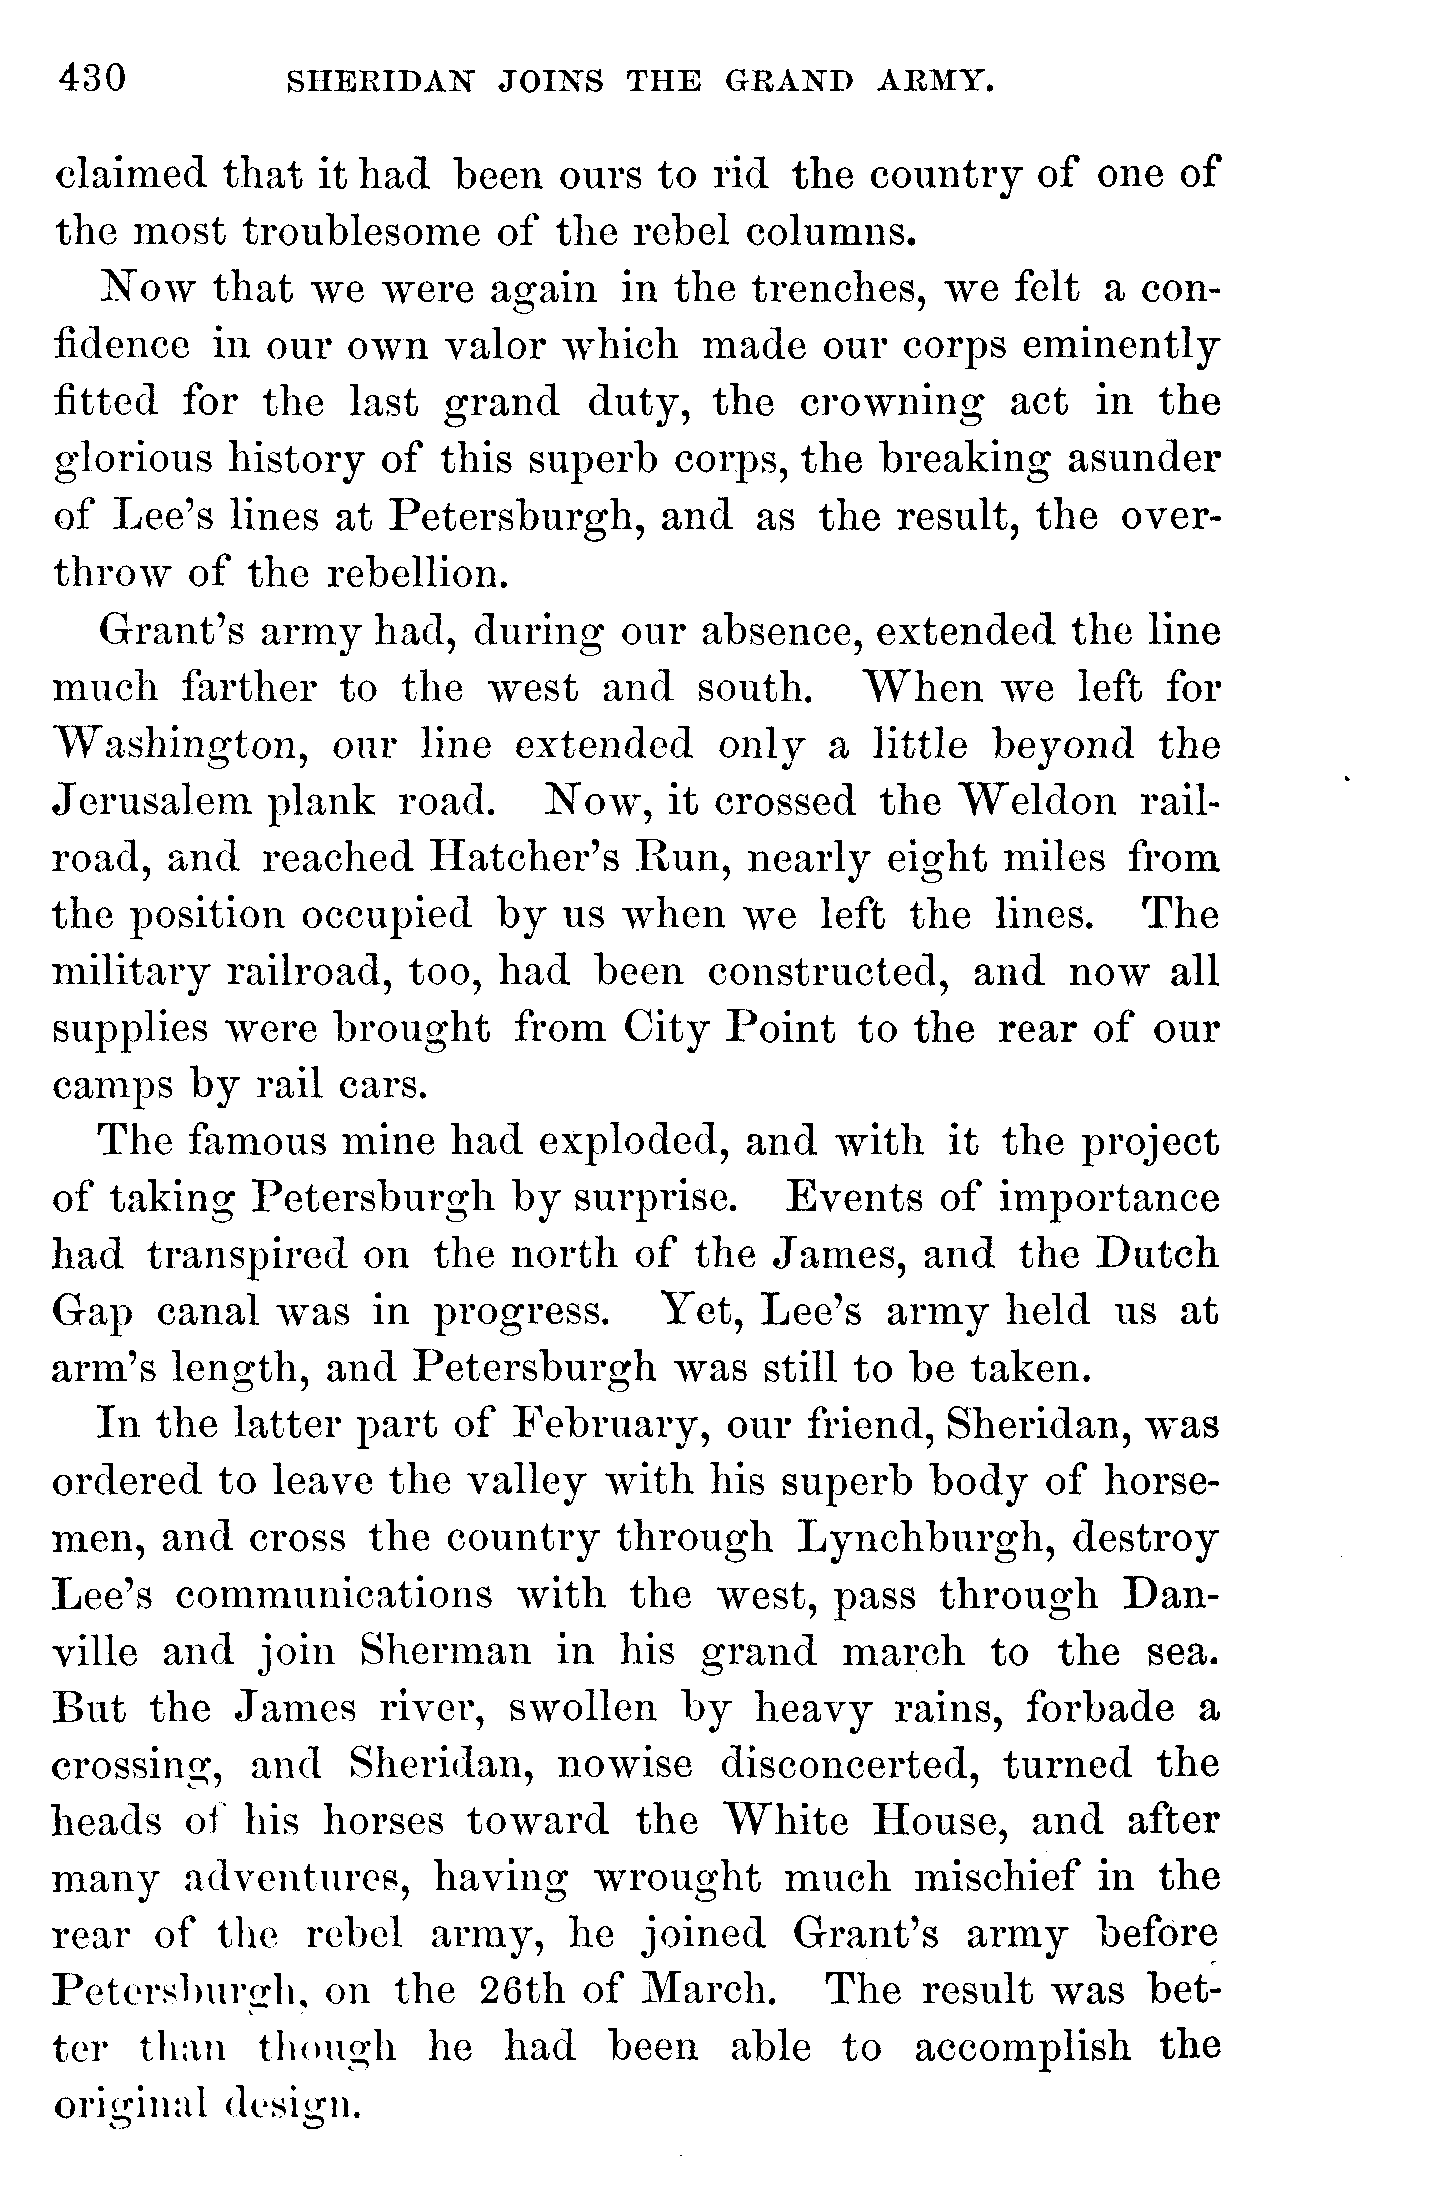 430 SHERIDAN JOINS THE GRAND ARMY.
claimed that it had been ours to rid the country of one of
the most troublesome of the rebel columns.
Now that we were again in the trenches, we felt a con-
fidence in our own valor which made our corps eminently
fitted for the last grand duty, the crowning act in the
glorious history of this superb corps, the breaking asunder
of Lee's lines at Petersburgh, and as the result, the over-
throw of the rebellion.
Grant's army had, during our absence, extended the line
much farther to the west and south. When we left for
Washington, our line extended only a little beyond the
Jerusalem plank road. Now, it crossed the Weldon rail-
road, and reached Hatcher's Run, nearly eight miles from
the position occupied by us when we left the lines. The
military railroad, too, had been constructed, and now all
supplies were brought from City Point to the rear of our
camps by rail cars.
The famous mine had exploded, and with it the project
of taking Petersburgh by surprise. Events of importance
had transpired on the north of the James, and the Dutch
Gap canal was in progress. Yet, Lee's army held us at
arm's length, and Petersburgh was still to be taken.
In the latter part of February, our friend, Sheridan, was
ordered to leave the valley with his superb body of horse-
men, and cross the country through Lynchburgh, destroy
Lee's communications with the west, pass through Dan-
ville and join Sherman in his grand march to the sea.
But the James river, swollen by heavy rains, forbade a
crossing, and Sheridan, nowise disconcerted, turned the
heads of his horses toward the White House, and after
many adventures, having wrought much mischief in the
rear of the rebel army, he joined Grant's army before
Petersburgh, on the 26th of March. The result was bet-
ter than though he had been able to accomplish the
original design.